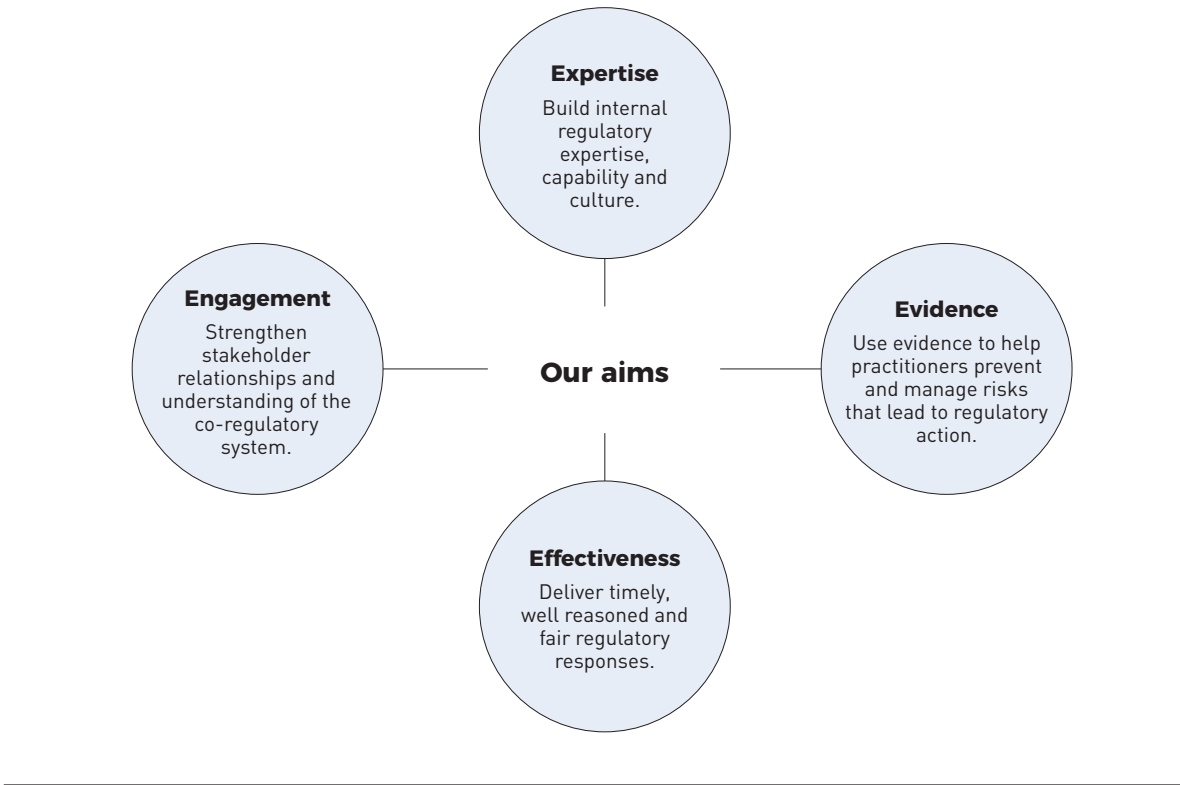 Expertise
Build internal
regulatory
expertise,
capability and
culture.
Engagement
Strengthen
stakeholder
relationships and
understanding of the
co-regulatory
system.
Our aims
Evidence
Use evidence to help
practitioners prevent
and manage risks
that lead to regulatory
action.
Effectiveness
Deliver timely,
well reasoned and
fair regulatory
responses.